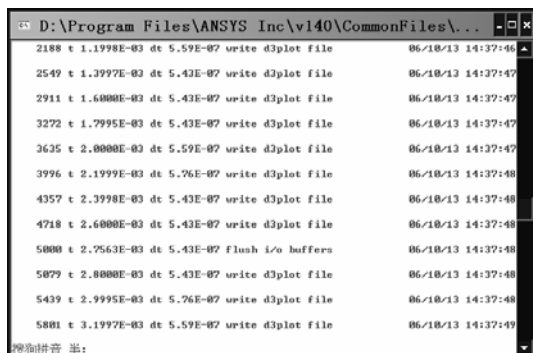 D:\Program Files\ANSYS Inc\v140\CommonFiles\...
2188 t 1.1998E-03 dt 5.59E-07 write d3plot file 06/10/13 14:37:46
2549 t 1.3997E-03 dt 5.43E-07 write d3plot file 06/10/13 14:37:47
2911 t 1.6000E-03 dt 5.43E-07 write d3plot file 06/10/13 14:37:47
3272 t 1.7995E-03 dt 5.43E-07 write d3plot file 06/10/13 14:37:47
3635 t 2.0000E-03 dt 5.59E-07 write d3plot file 06/10/13 14:37:47
3996 t 2.1999E-03 dt 5.76E-07 write d3plot file 06/10/13 14:37:48
4357 t 2.3998E-03 dt 5.43E-07 write d3plot file 06/10/13 14:37:48
4718 t 2.6000E-03 dt 5.43E-07 write d3plot file 06/10/13 14:37:48
5000 t 2.7563E-03 dt 5.43E-07 flush i/o buffers 06/10/13 14:37:48
5079 t 2.8000E-03 dt 5.43E-07 write d3plot file 06/10/13 14:37:48
5439 t 2.9995E-03 dt 5.76E-07 write d3plot file 06/10/13 14:37:48
5801 t 3.1997E-03 dt 5.59E-07 write d3plot file 06/10/13 14:37:49
搜狗拼音 半: